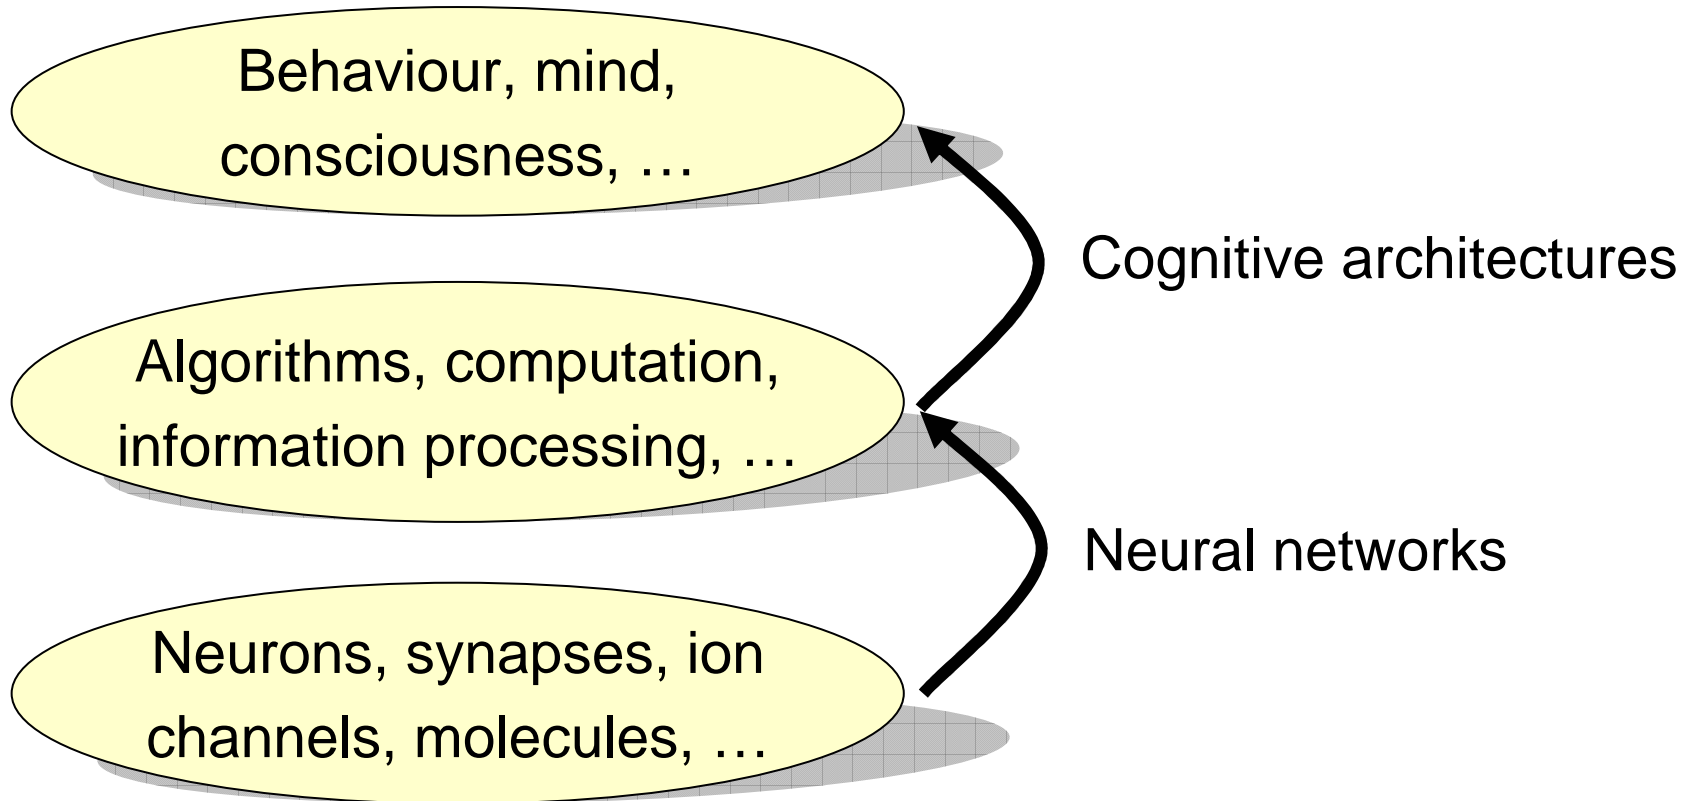 Behaviour, mind,
consciousness, …
Cognitive architectures
Algorithms, computation,
information processing, …
Neural networks
Neurons, synapses, ion
channels, molecules, …